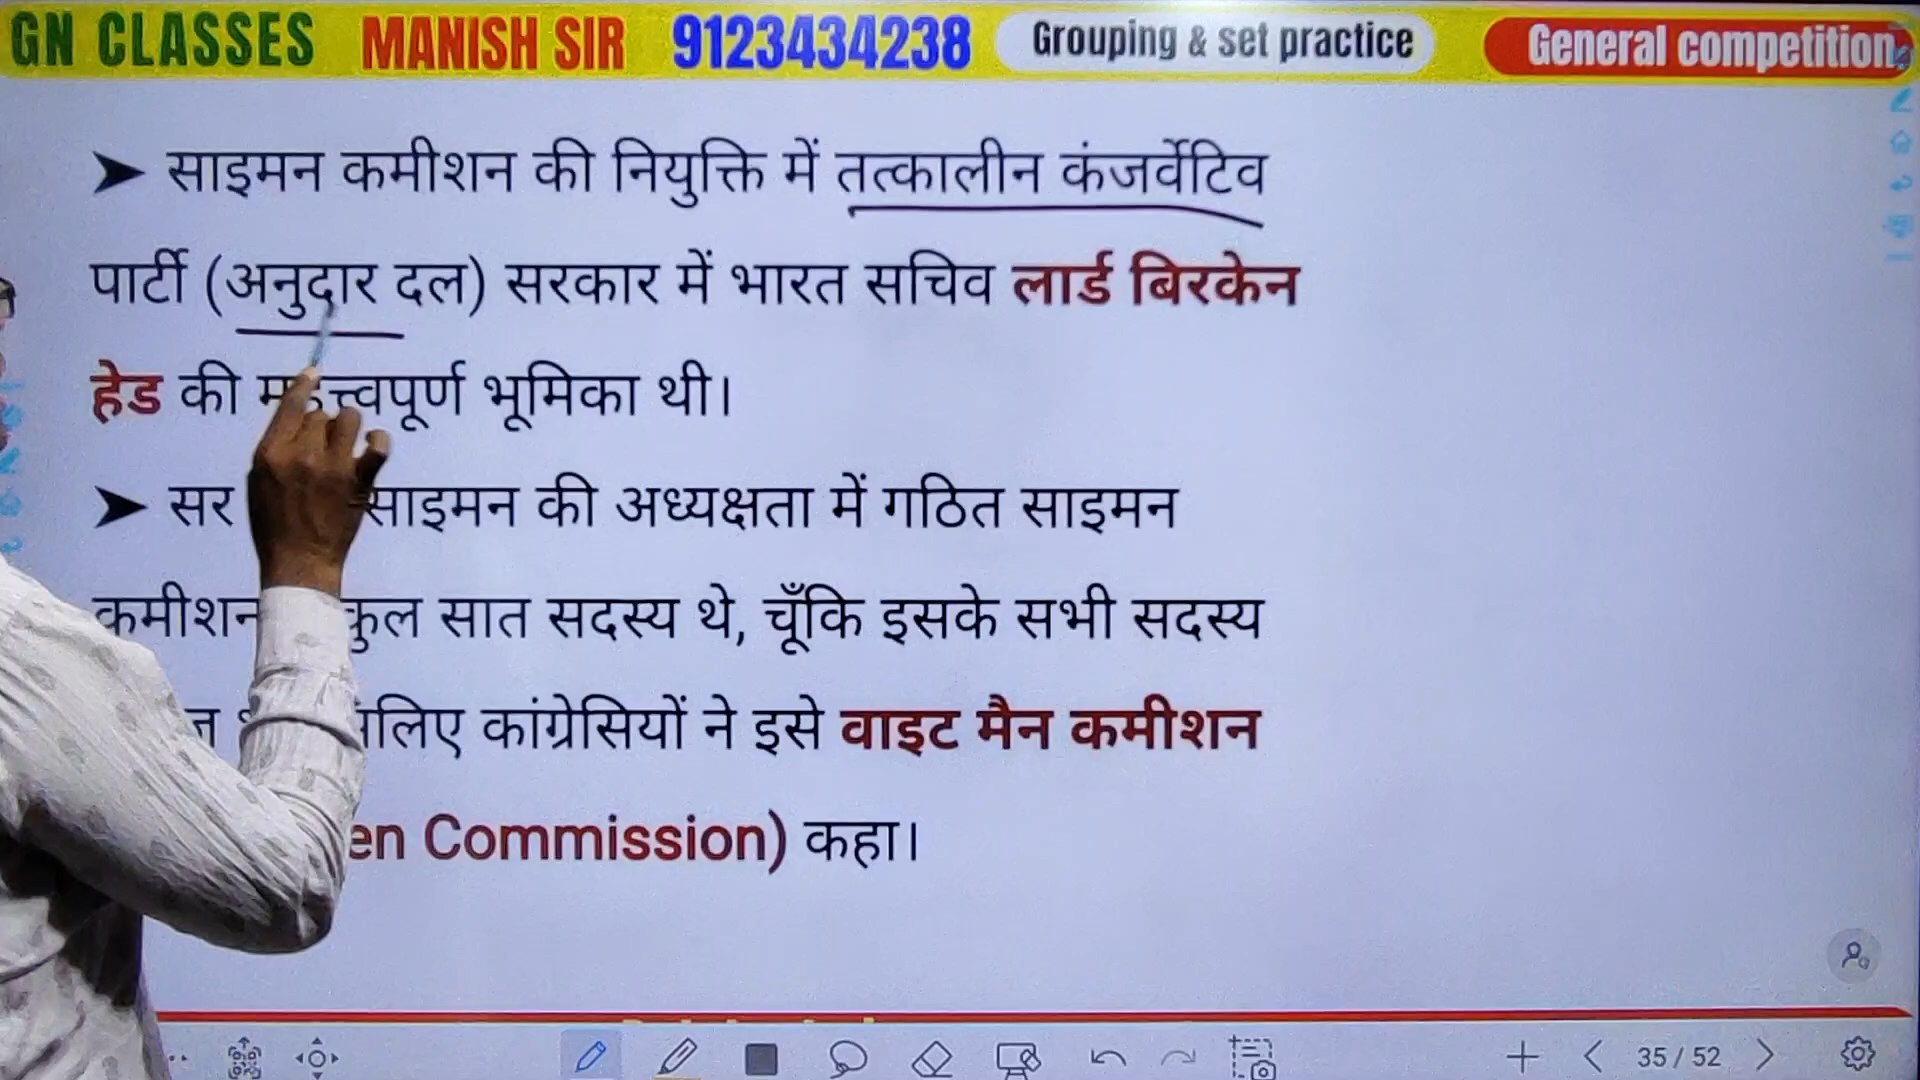 GN CLASSES MANISH SIR 9123434238 Grouping & set practice General competition
➤ साइमन कमीशन की नियुक्ति में तत्कालीन कंजर्वेटिव
पार्टी (अनुदार दल) सरकार में भारत सचिव लार्ड बिरकेन
हेड की महत्त्वपूर्ण भूमिका थी।
➤ सर साइमन की अध्यक्षता में गठित साइमन
कमीशन कुल सात सदस्य थे, चूँकि इसके सभी सदस्य
कांग्रेसियों ने इसे वाइट मैन कमीशन
Commission) कहा।
35 / 52